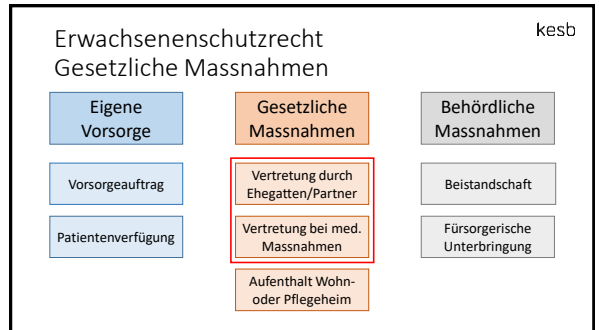 Erwachsenenschutzrecht
Gesetzliche Massnahmen
kesb
Eigene
Vorsorge
Vorsorgeauftrag
Patientenverfügung
Gesetzliche
Massnahmen
Vertretung durch
Ehegatten/Partner
Vertretung bei med.
Massnahmen
Aufenthalt Wohn-
oder Pflegeheim
Behördliche
Massnahmen
Beistandschaft
Fürsorgerische
Unterbringung